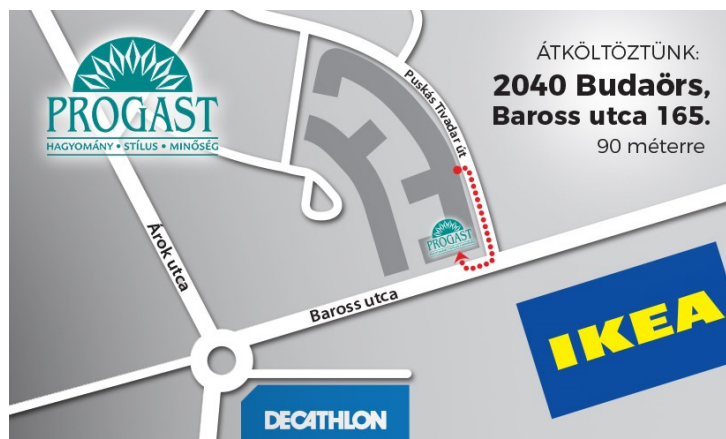 PROGAST
HAGYOMÁNY • STÍLUS • MINŐSÉG
ÁTKÖLTÖZTÜNK:
2040 Budaörs,
Baross utca 165.
90 méterre
Puskás Tivadar út
PROGAST
Árok utca
Baross utca
IKEA
DECATHLON